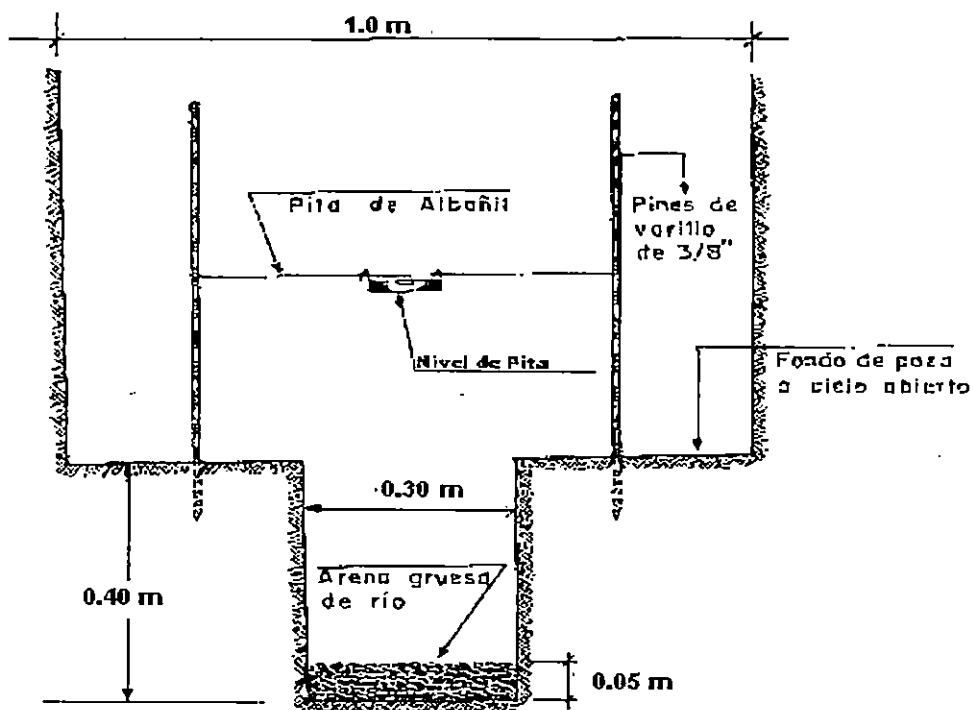 1.0 m
Pita de Albañil
Pines de
varilla
de 3/8"
Nivel de Pita
Fondo de poza
a cielo abierto
0.30 m
Arena gruesa
de río
0.40 m
0.05 m